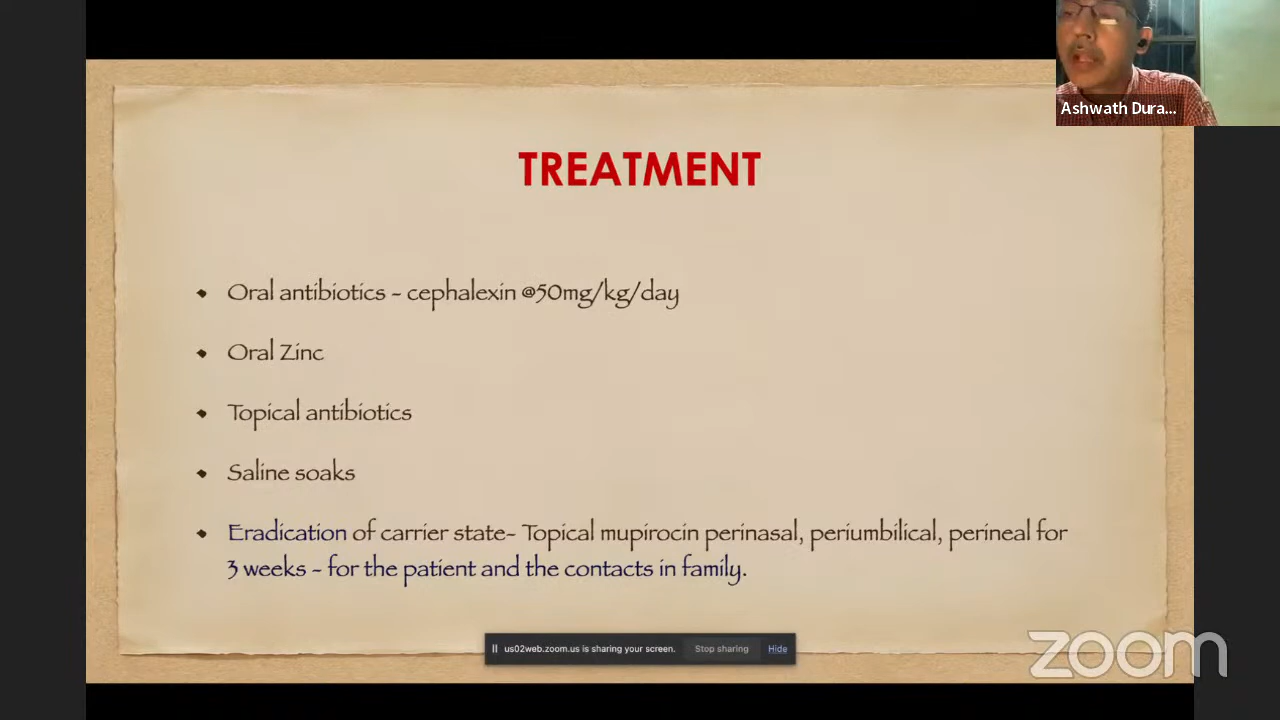 Ashwath Dura...
TREATMENT
• Oral antibiotics - cephalexin @50mg/kg/day
• Oral Zinc
• Topical antibiotics
• Saline soaks
• Eradication of carrier state- Topical mupirocin perinasal, periumbilical, perineal for
3 weeks - for the patient and the contacts in family.
us02web.zoom.us is sharing your screen. Stop sharing Hide
zoom